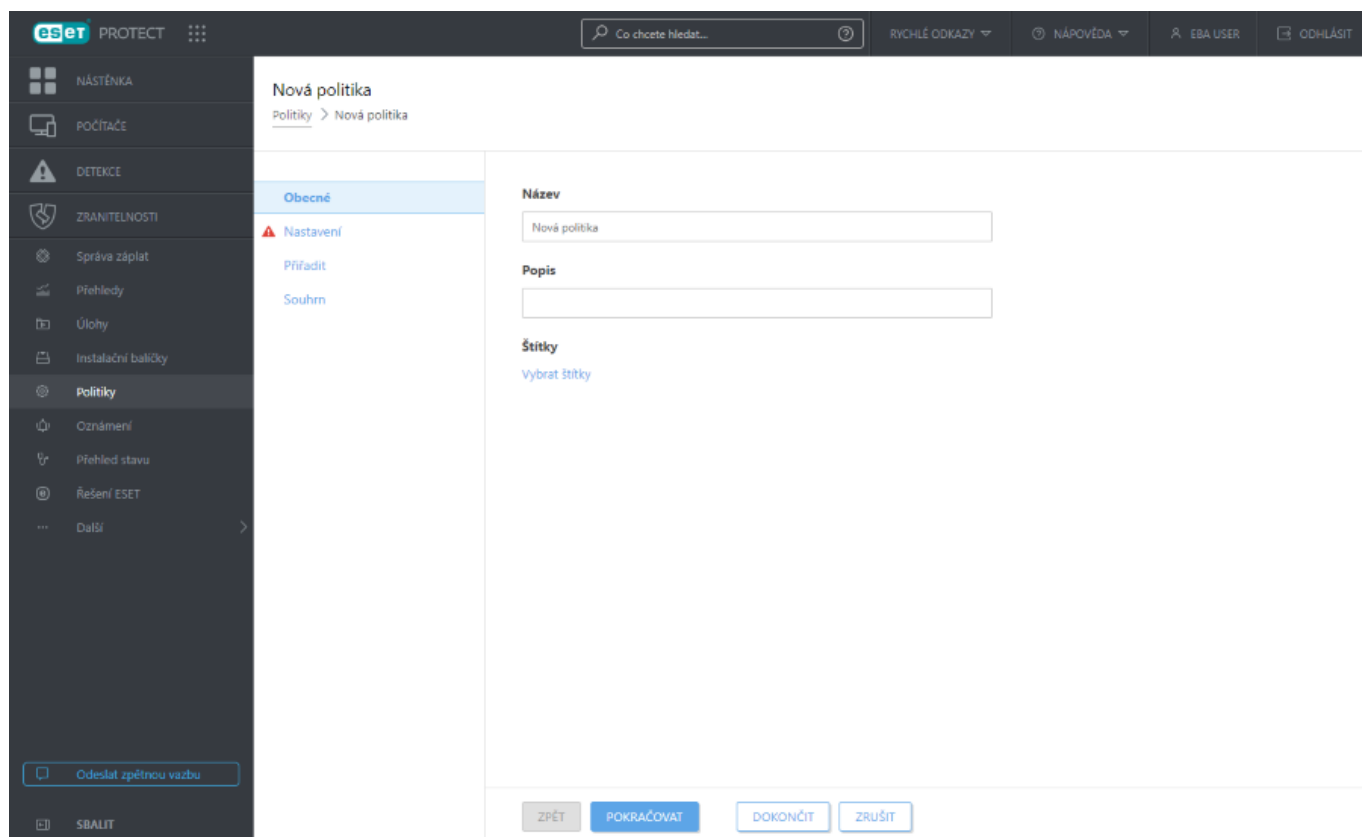 eseT PROTECT
Co chcete hledat...
RYCHLÉ ODKAZY
NÁPOVĚDA
EBA USER
ODHLÁSIT
NÁSTĚNKA
POČÍTAČE
DETEKCE
ZRANITELNOSTI
Správa záplat
Přehledy
Úlohy
Instalační balíčky
Politiky
Oznámení
Přehled stavu
Řešení ESET
Další
Odeslat zpětnou vazbu
SBALIT
Nová politika
Politiky > Nová politika
Obecné
Nastavení
Přiřadit
Souhrn
Název
Nová politika
Popis
Štítky
Vybrat štítky
ZPĚT
POKRAČOVAT
DOKONČIT
ZRUŠIT